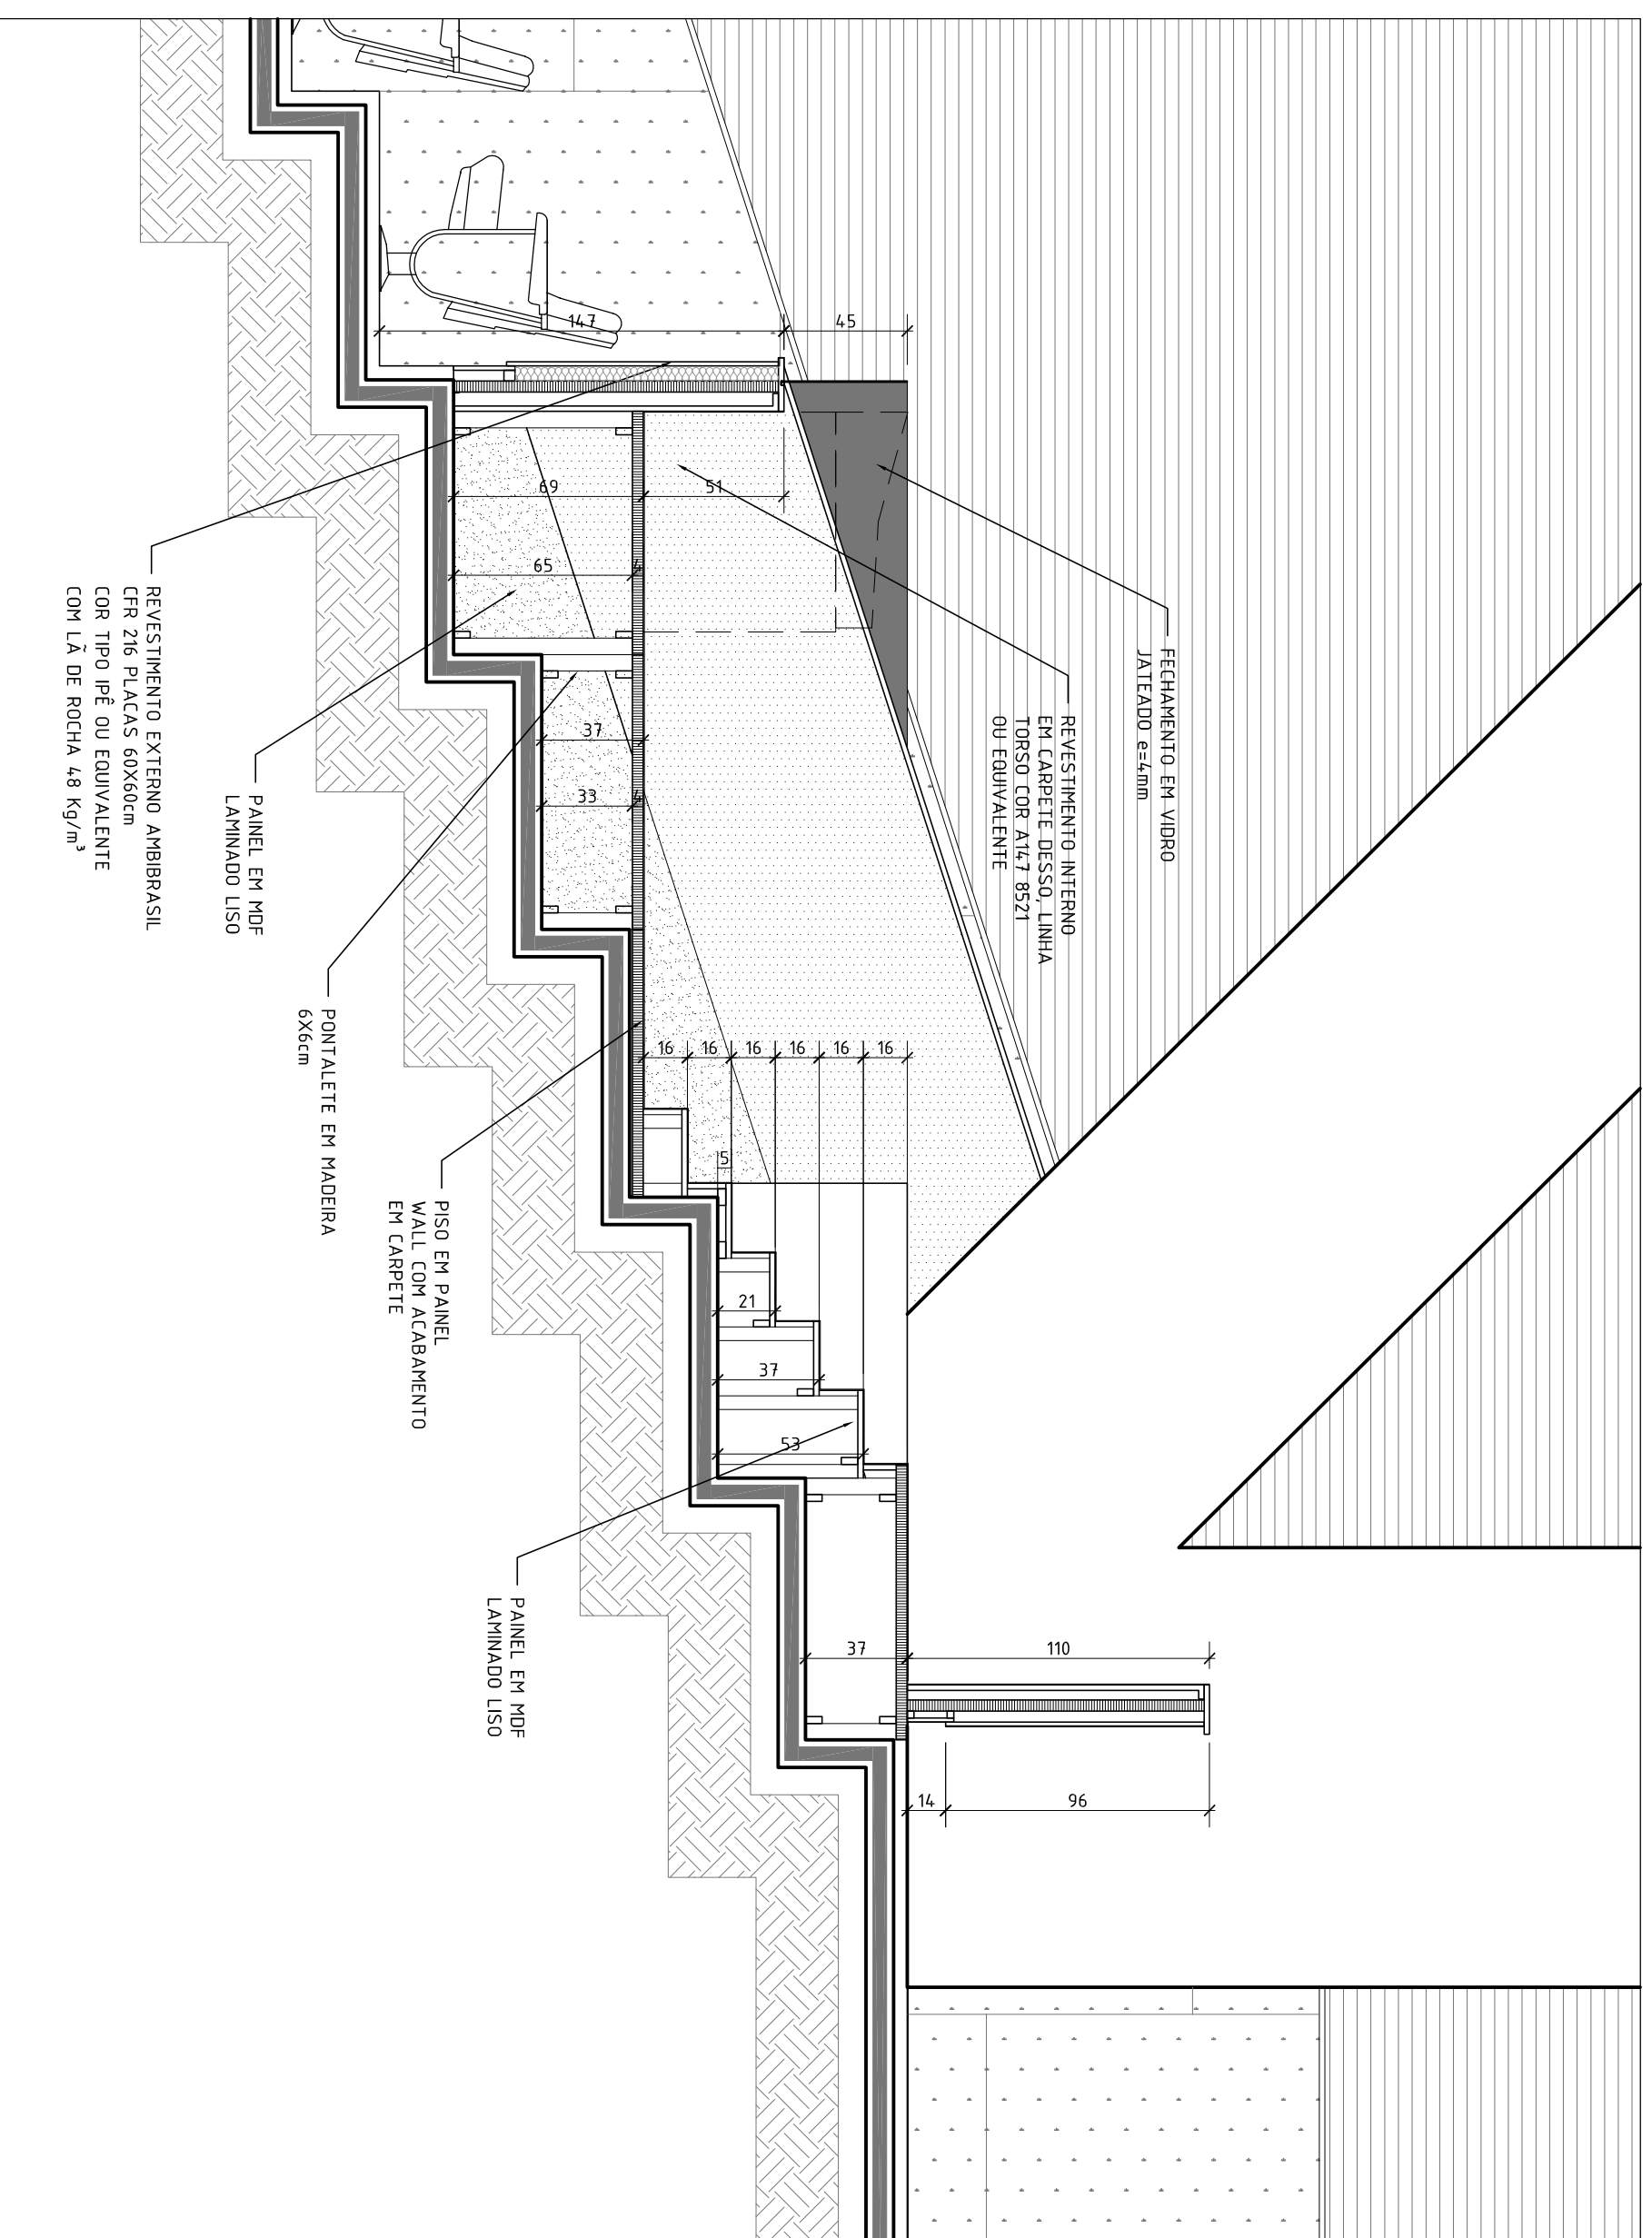 FECHAMENTO EM VIDRO
JATEADO e=4mm
REVESTIMENTO INTERNO
EM CARPETE DESSO, LINHA
TORSO COR A147 8521
OU EQUIVALENTE
REVESTIMENTO EXTERNO AMBIBRASIL
CFR 216 PLACAS 60X60cm
COR TIPO IPÊ OU EQUIVALENTE
COM LÃ DE ROCHA 48 Kg/m³
PAINEL EM MDF
LAMINADO LISO
PONTALETE EM MADEIRA
6X6cm
PISO EM PAINEL
WALL COM ACABAMENTO
EM CARPETE
PAINEL EM MDF
LAMINADO LISO
147
45
69
51
65
4
37
33
4
16
16
16
16
16
16
5
21
37
53
37
110
14
96